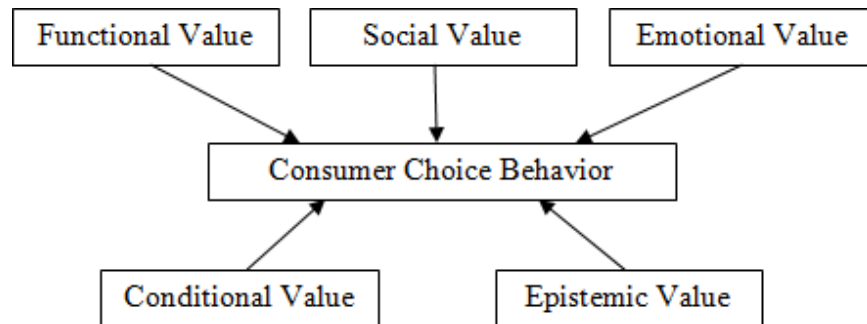 Functional Value
Social Value
Emotional Value
Consumer Choice Behavior
Conditional Value
Epistemic Value